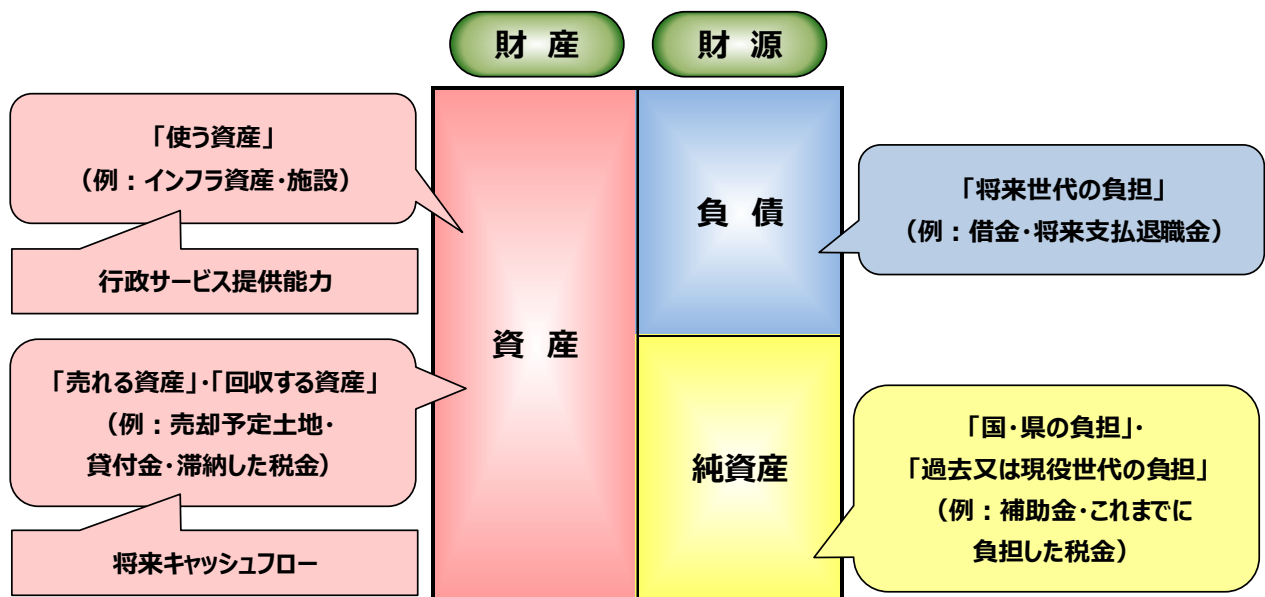 財 産
財 源
「使う資産」
(例：インフラ資産・施設)
行政サービス提供能力
「売れる資産」・「回収する資産」
(例：売却予定土地・
貸付金・滞納した税金)
将来キャッシュフロー
資 産
負 債
純資産
「将来世代の負担」
(例：借金・将来支払退職金)
「国・県の負担」・
「過去又は現役世代の負担」
(例：補助金・これまでに
負担した税金)